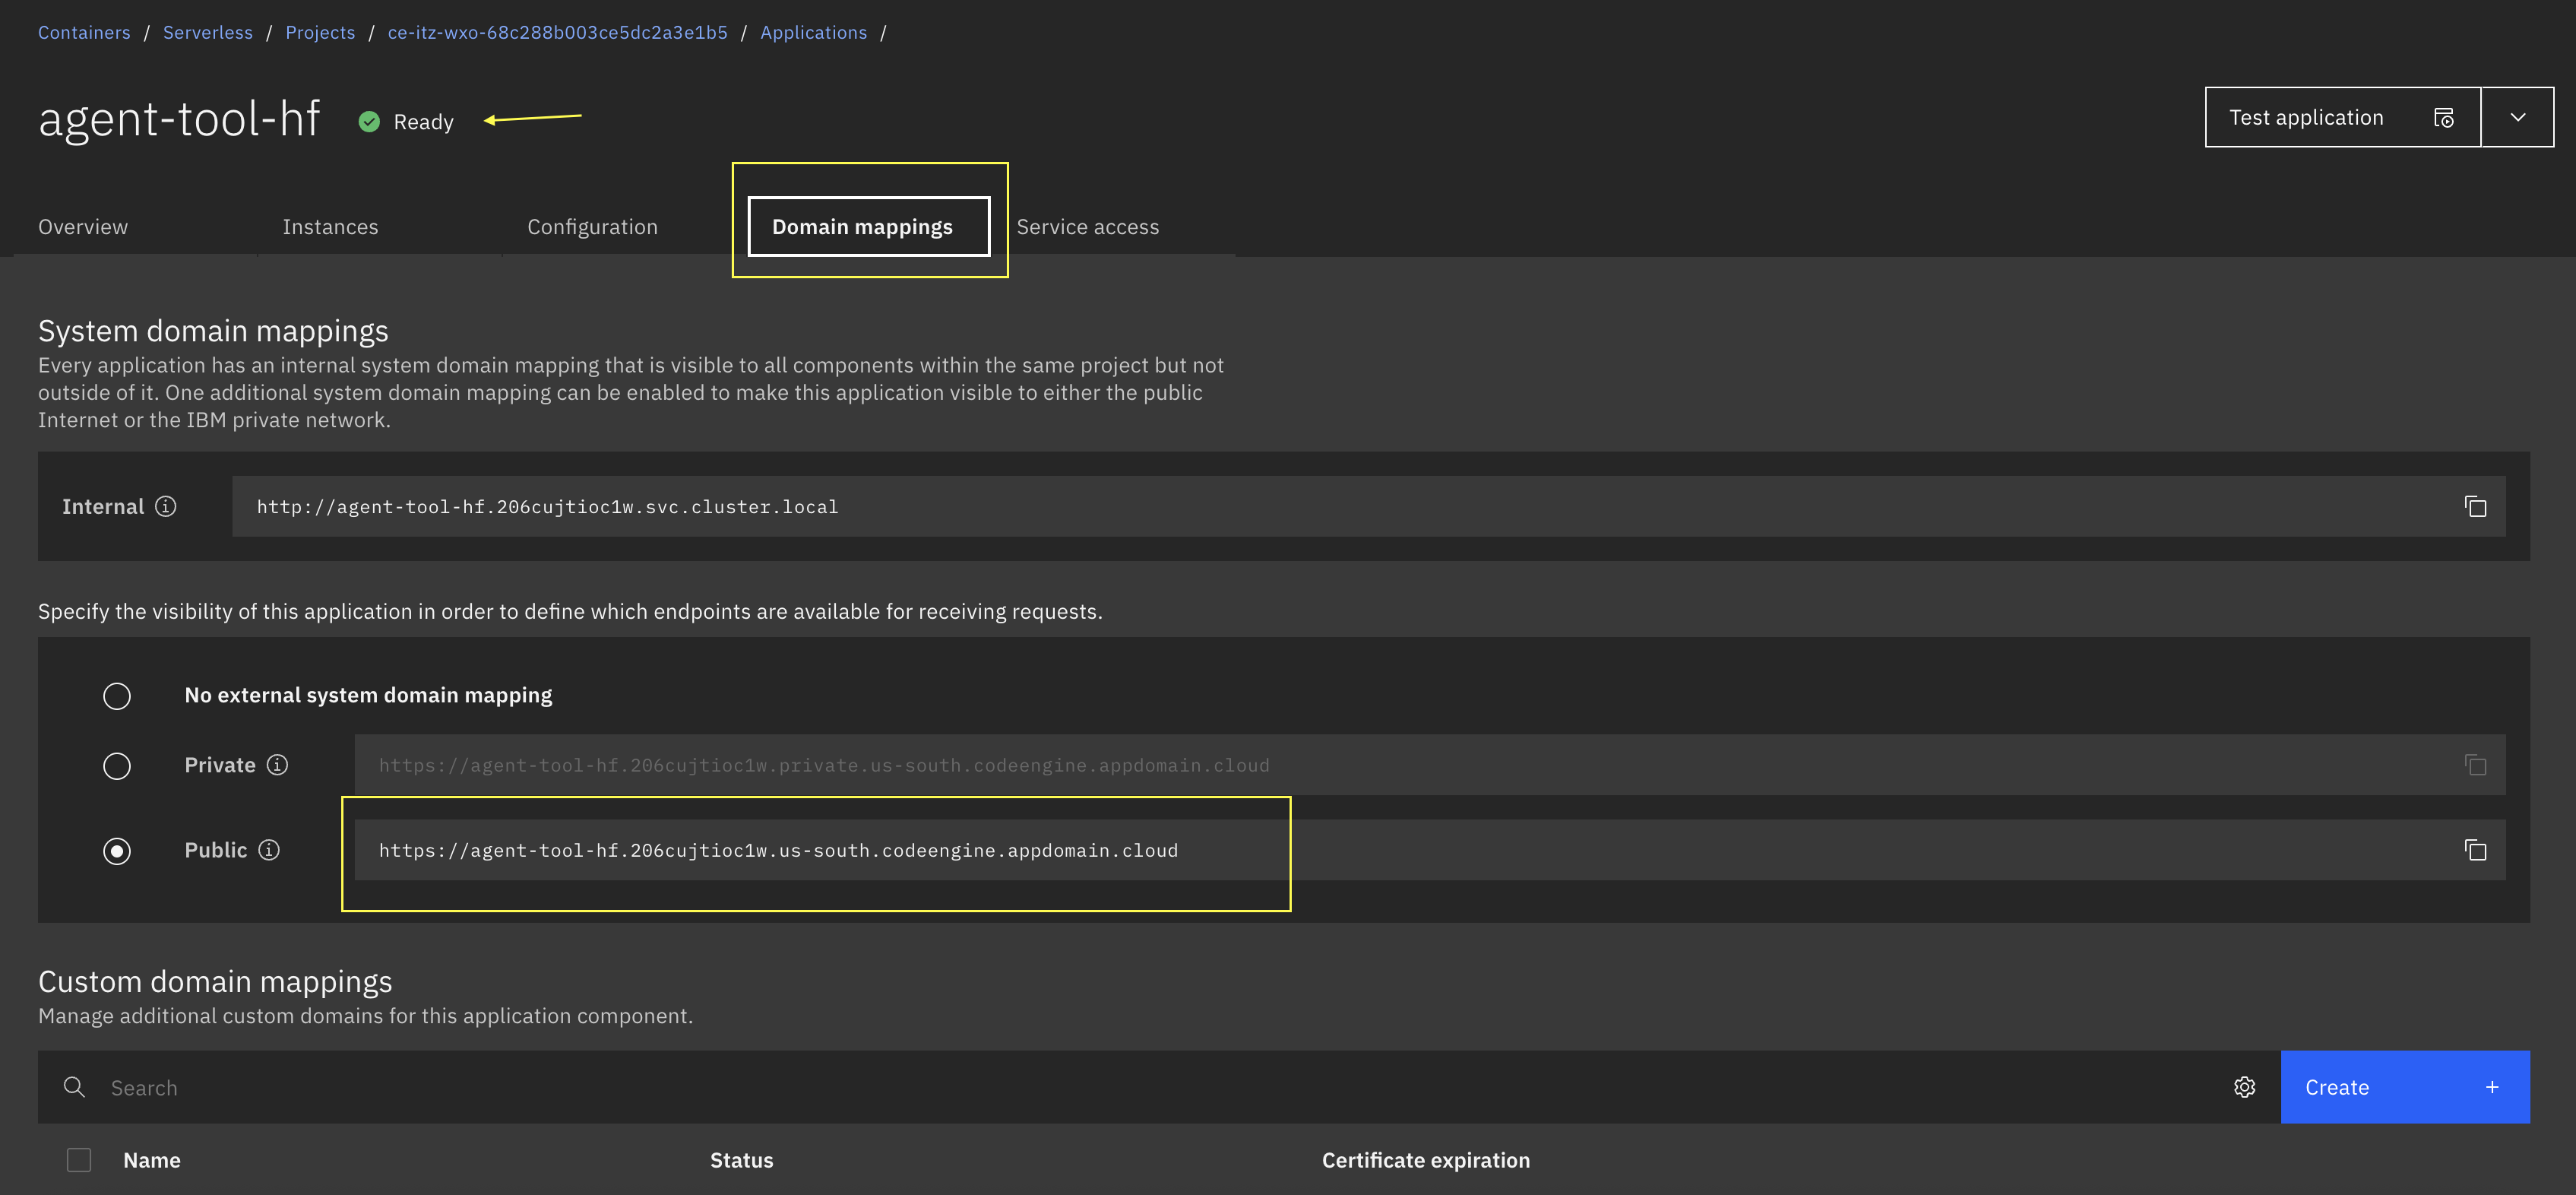 Containers / Serverless / Projects / ce-itz-wxo-68c288b003ce5dc2a3e1b5 / Applications /
agent-tool-hf Ready
Test application
Overview Instances Configuration Domain mappings Service access
System domain mappings
Every application has an internal system domain mapping that is visible to all components within the same project but not
outside of it. One additional system domain mapping can be enabled to make this application visible to either the public
Internet or the IBM private network.
Internal http://agent-tool-hf.206cujtioc1w.svc.cluster.local
Specify the visibility of this application in order to define which endpoints are available for receiving requests.
No external system domain mapping
Private https://agent-tool-hf.206cujtioc1w.private.us-south.codeengine.appdomain.cloud
Public https://agent-tool-hf.206cujtioc1w.us-south.codeengine.appdomain.cloud
Custom domain mappings
Manage additional custom domains for this application component.
Search
Create +
Name Status Certificate expiration